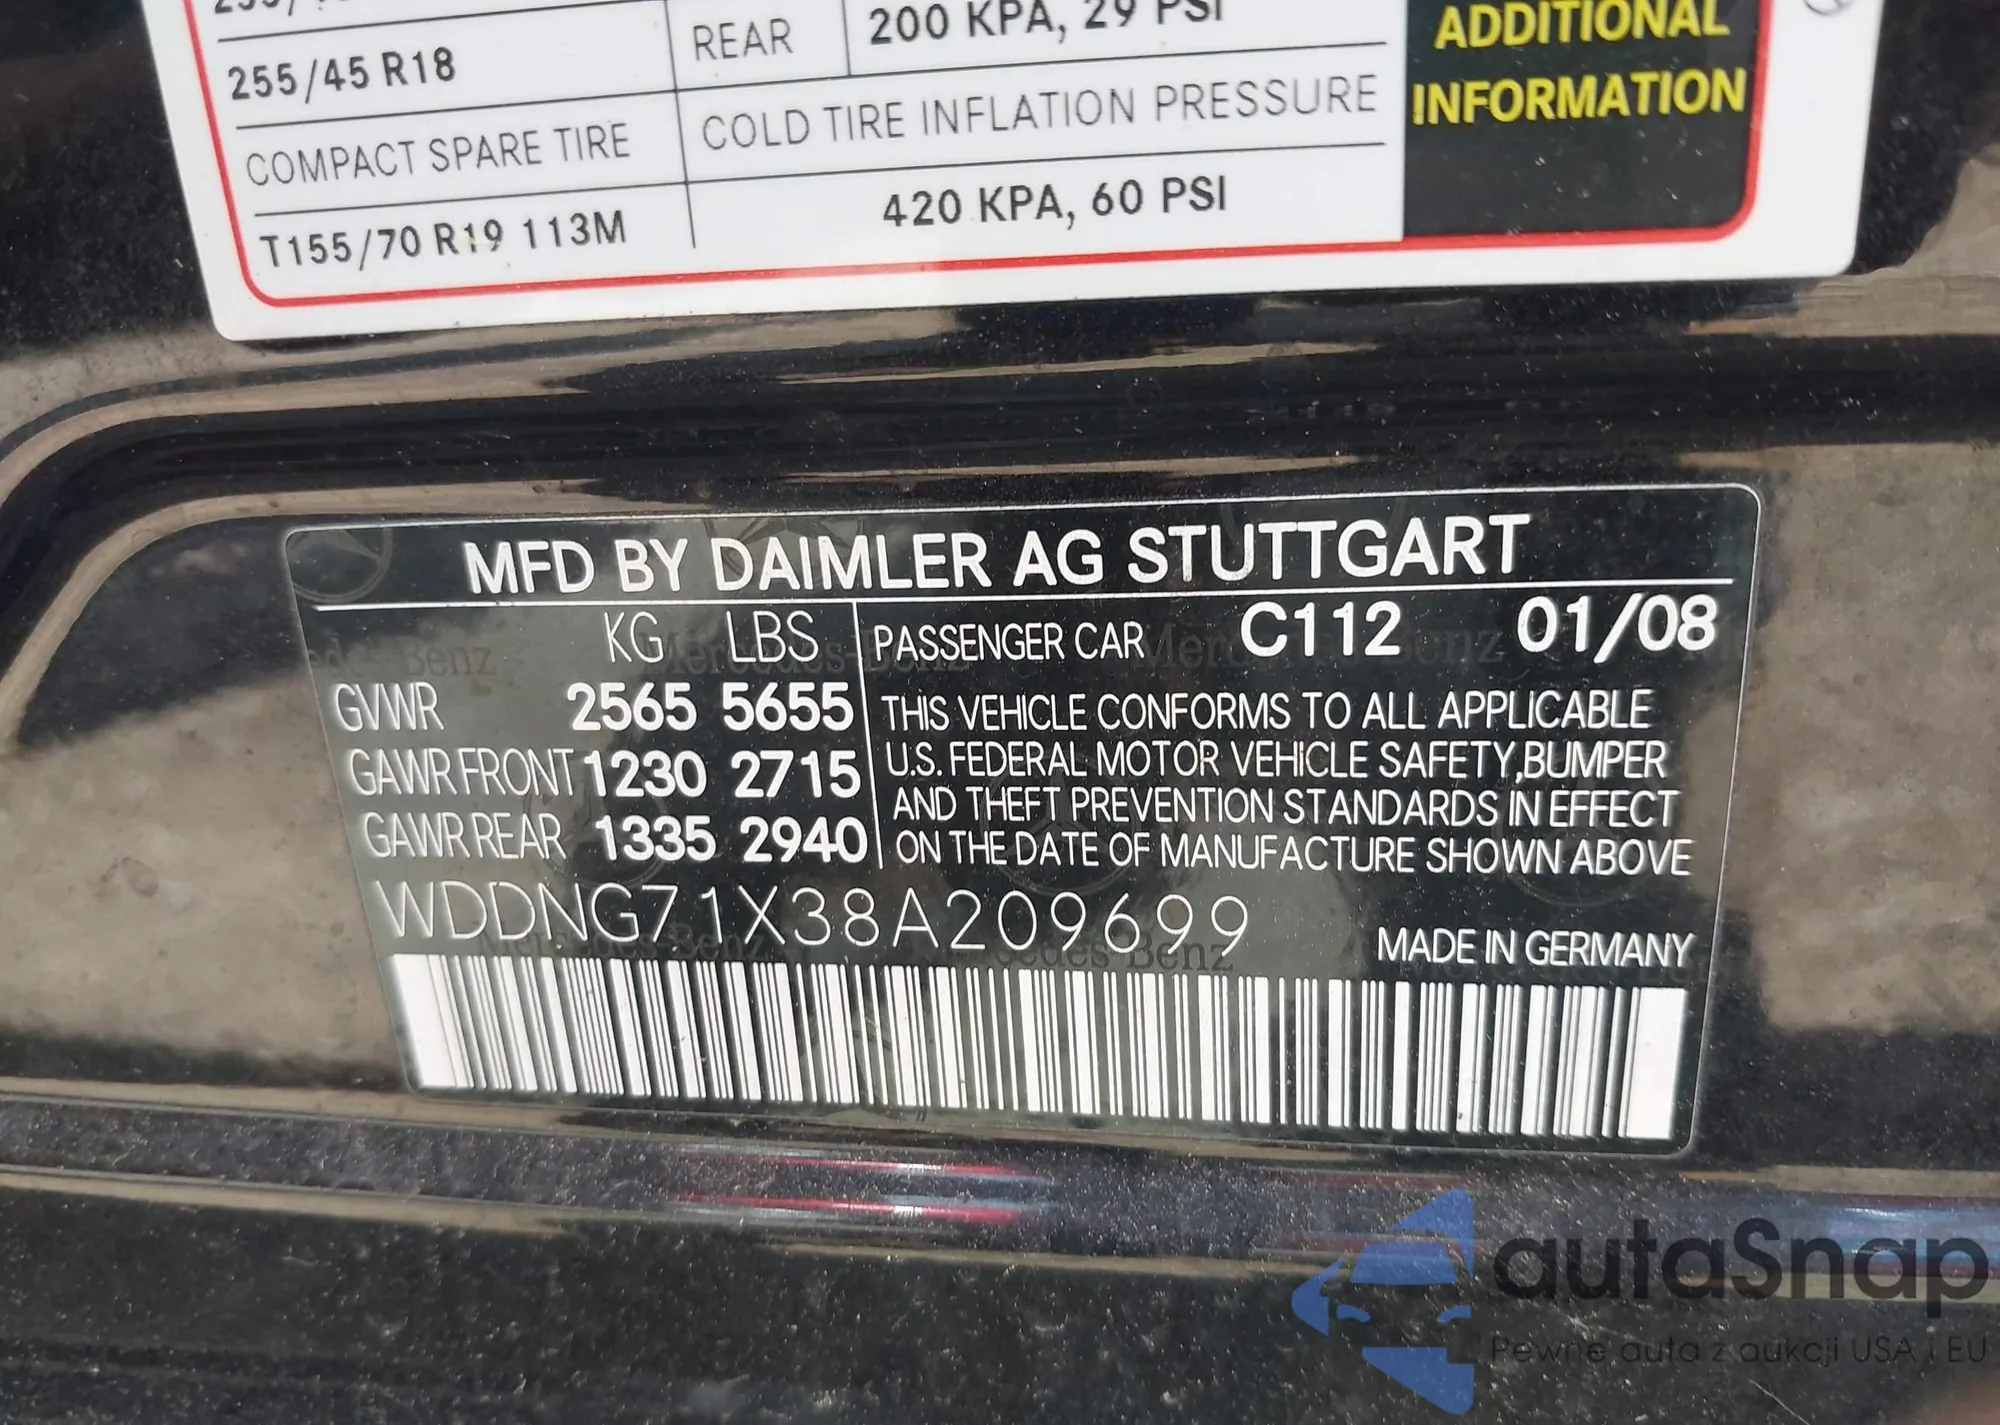 255/45 R18 REAR 200 KPA, 29 PSI
ADDITIONAL
INFORMATION
COMPACT SPARE TIRE COLD TIRE INFLATION PRESSURE
T155/70 R19 113M 420 KPA, 60 PSI
MFD BY DAIMLER AG STUTTGART
KG LBS PASSENGER CAR C112 01/08
GVWR 2565 5655
GAWR FRONT 1230 2715
GAWR REAR 1335 2940
THIS VEHICLE CONFORMS TO ALL APPLICABLE
U.S. FEDERAL MOTOR VEHICLE SAFETY,BUMPER
AND THEFT PREVENTION STANDARDS IN EFFECT
ON THE DATE OF MANUFACTURE SHOWN ABOVE
WDDNG71X38A209699
MADE IN GERMANY
Mercedes-Benz
autaSnap
Pewne auta z aukcji USA i EU